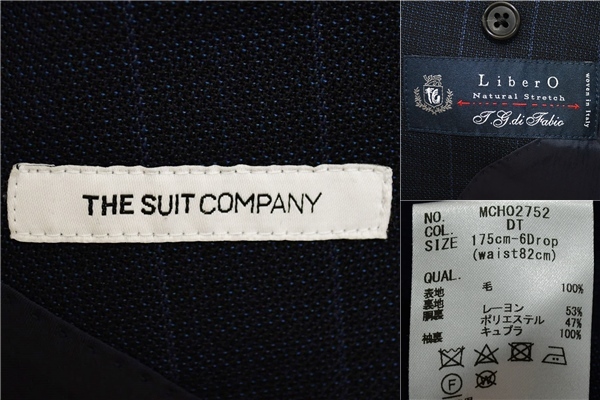 THE SUIT COMPANY
LiberO
Natural Stretch
T.G.di Fabio
woven in Italy
NO. MCHO2752
COL. DT
SIZE 175cm-6Drop
(waist82cm)
QUAL.
表地 毛 100%
裏地
胴裏 レーヨン 53%
ポリエステル 47%
袖裏 キュプラ 100%
F
W